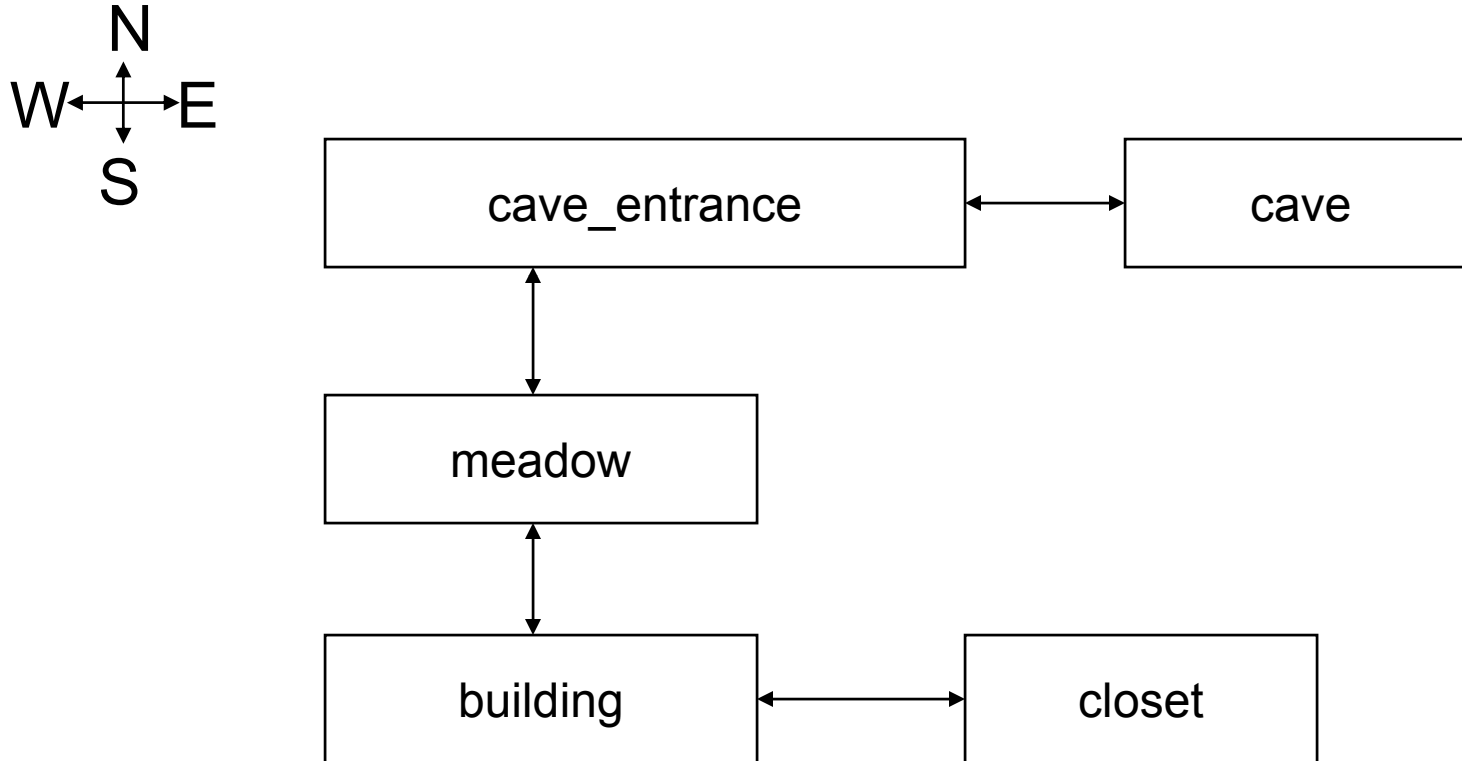 N
W E
S
cave_entrance
cave
meadow
building
closet